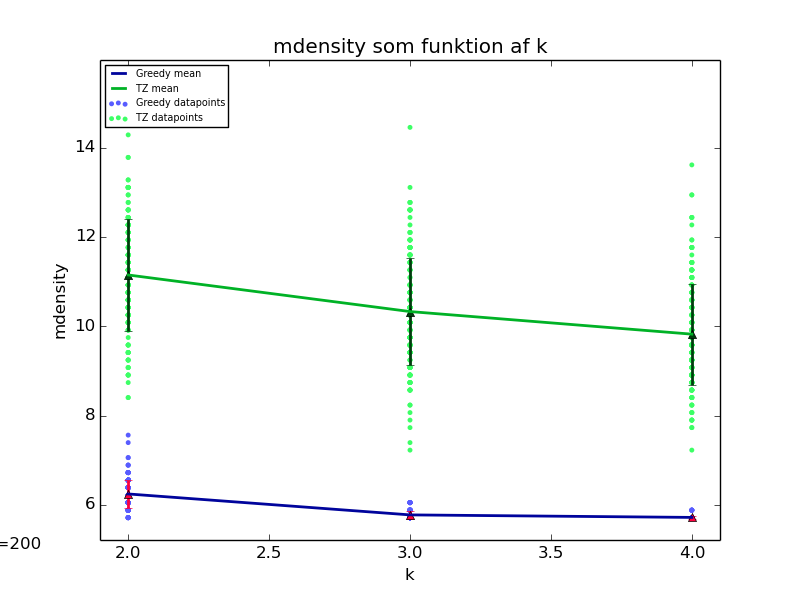 mdensity som funktion af k
Greedy mean
TZ mean
Greedy datapoints
TZ datapoints
14
12
10
8
6
mdensity
=200
2.0 2.5 3.0 3.5 4.0
k